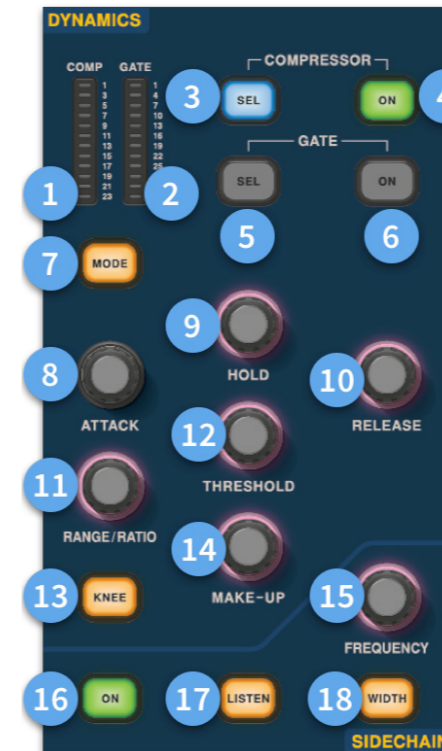 DYNAMICS
COMP GATE
COMPRESSOR
1 1
3 4
5 7
7 10
9 13
11 16
13 19
15 22
17 25
19
21
23
3 SEL ON 4
GATE
1 2
SEL ON
5 6
7 MODE
9
HOLD
8
ATTACK
10
RELEASE
12
THRESHOLD
11
RANGE/RATIO
14
MAKE-UP
13 KNEE
15
FREQUENCY
16 ON 17 LISTEN 18 WIDTH
SIDECHAIN